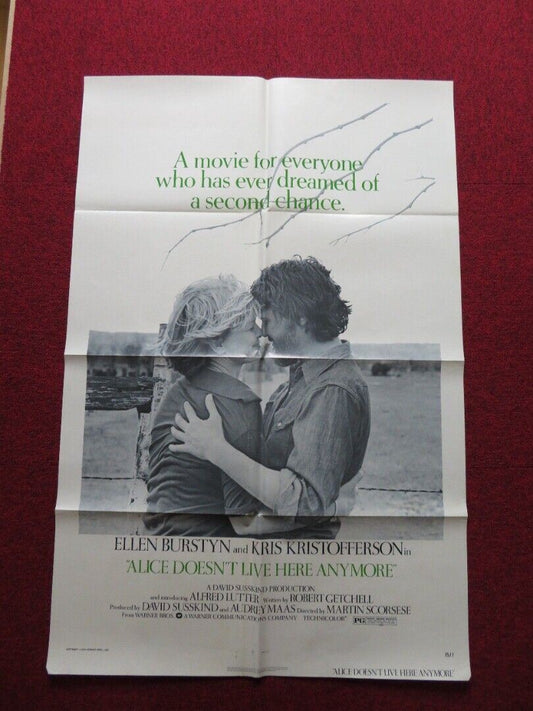 A movie for everyone
who has ever dreamed of
a second chance.
ELLEN BURSTYN and KRIS KRISTOFFERSON in
"ALICE DOESN'T LIVE HERE ANYMORE"
A DAVID SUSSKIND PRODUCTION
and introducing ALFRED LUTTER Written by ROBERT GETCHELL
Produced by DAVID SUSSKIND and AUDREY MAAS Directed by MARTIN SCORSESE
From WARNER BROS. A WARNER COMMUNICATIONS COMPANY TECHNICOLOR®
PG
"ALICE DOESN'T LIVE HERE ANYMORE"